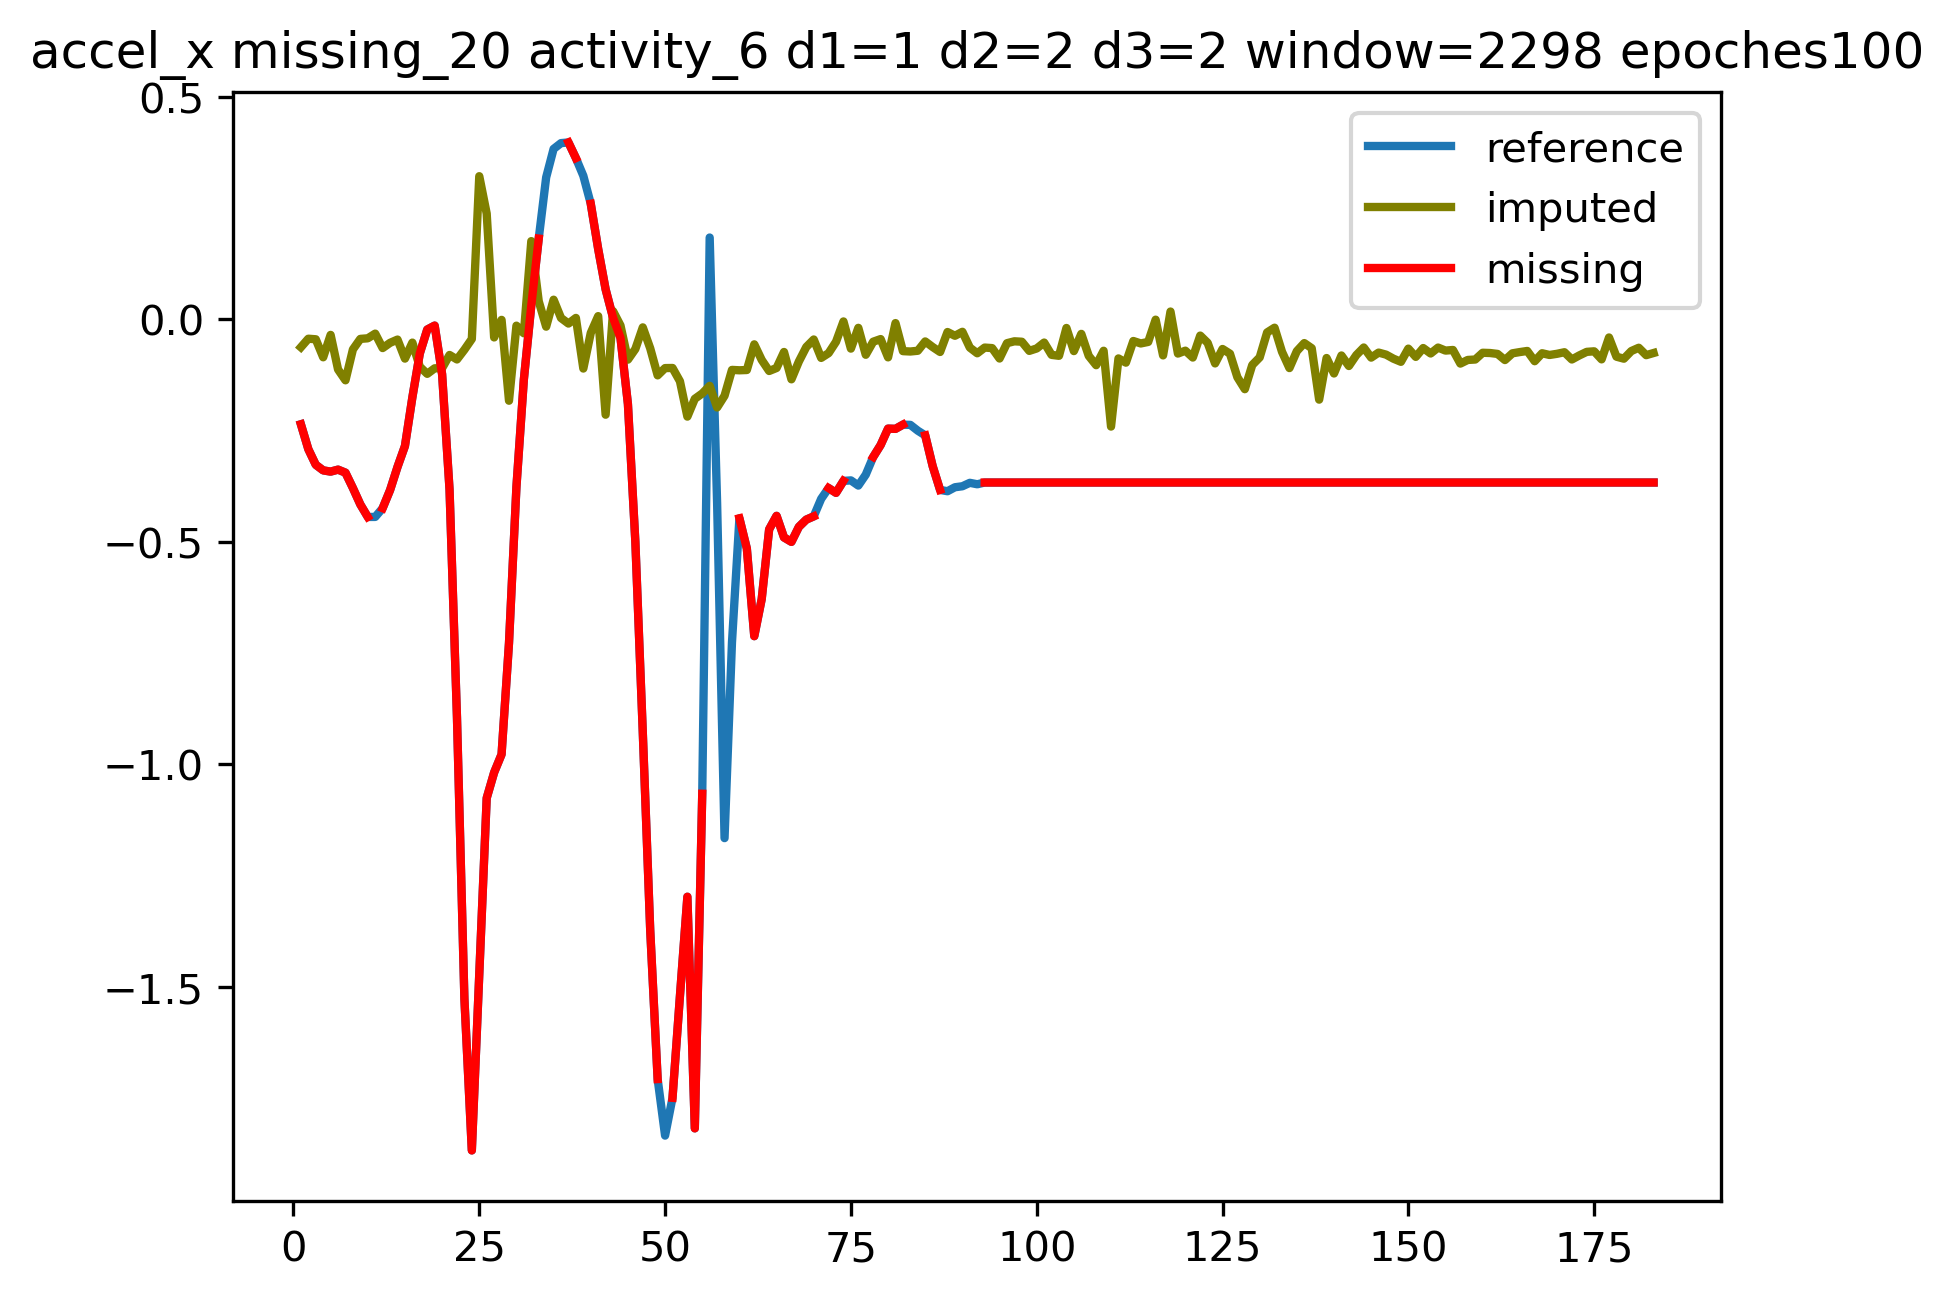 accel_x missing_20 activity_6 d1=1 d2=2 d3=2 window=2298 epoches100
reference
imputed
missing
0.5
0.0
−0.5
−1.0
−1.5
0 25 50 75 100 125 150 175